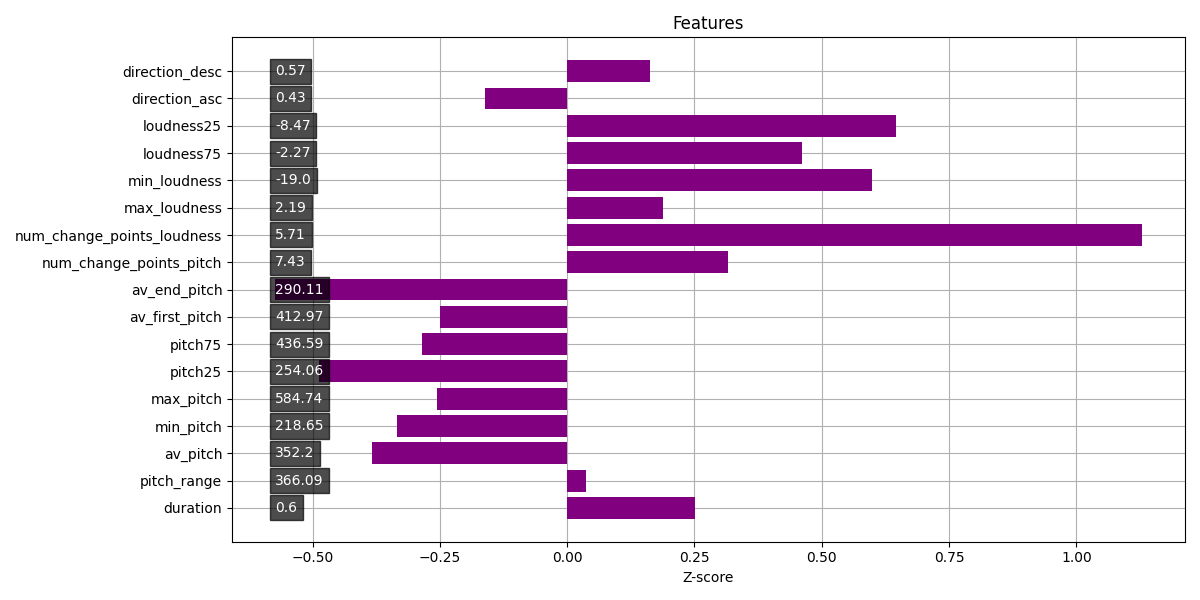 Features
direction_desc 0.57
direction_asc 0.43
loudness25 -8.47
loudness75 -2.27
min_loudness -19.0
max_loudness 2.19
num_change_points_loudness 5.71
num_change_points_pitch 7.43
av_end_pitch 290.11
av_first_pitch 412.97
pitch75 436.59
pitch25 254.06
max_pitch 584.74
min_pitch 218.65
av_pitch 352.2
pitch_range 366.09
duration 0.6
−0.50 −0.25 0.00 0.25 0.50 0.75 1.00
Z-score